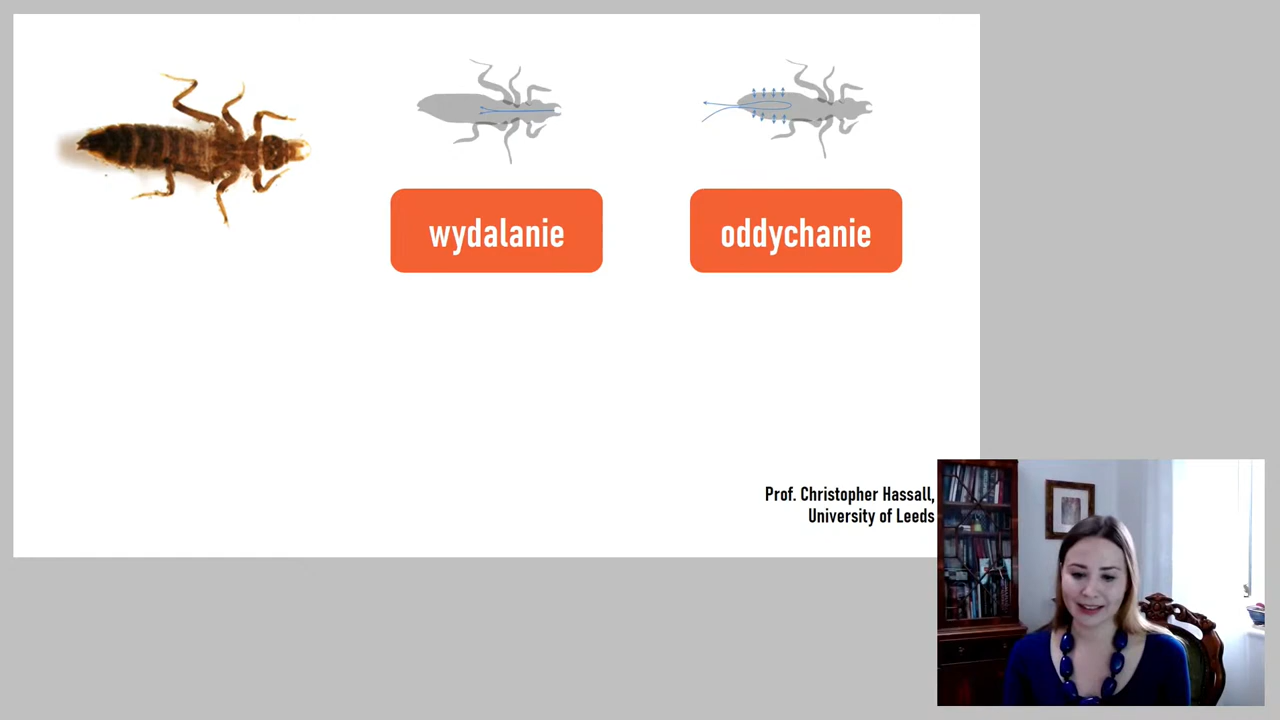 wydalanie
oddychanie
Prof. Christopher Hassall,
University of Leeds